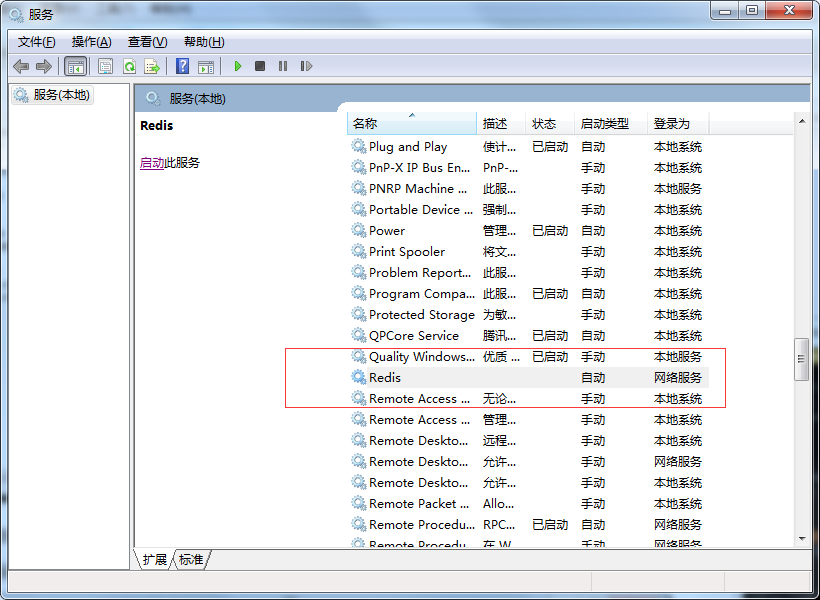 服务
文件(F) 操作(A) 查看(V) 帮助(H)
服务(本地)
服务(本地)
Redis
启动此服务
名称 描述 状态 启动类型 登录为
Plug and Play 使计... 已启动 自动 本地系统
PnP-X IP Bus En... PnP-... 手动 本地系统
PNRP Machine ... 此服... 手动 本地服务
Portable Device ... 强制... 手动 本地系统
Power 管理... 已启动 自动 本地系统
Print Spooler 将文... 手动 本地系统
Problem Report... 此服... 手动 本地系统
Program Compa... 此服... 已启动 自动 本地系统
Protected Storage 为敏... 手动 本地系统
QPCore Service 腾讯... 已启动 自动 本地系统
Quality Windows... 优质 ... 已启动 手动 本地服务
Redis 自动 网络服务
Remote Access ... 无论... 手动 本地系统
Remote Access ... 管理... 手动 本地系统
Remote Deskto... 远程... 手动 本地系统
Remote Deskto... 允许... 手动 网络服务
Remote Deskto... 允许... 手动 本地系统
Remote Packet ... Allo... 手动 本地系统
Remote Procedu... RPC... 已启动 自动 网络服务
Remote Procedu... 在 W... 手动 网络服务
扩展 标准